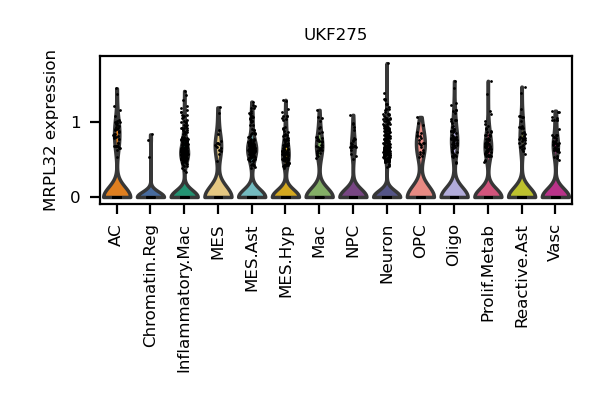 UKF275
MRPL32 expression
1
0
AC
Chromatin.Reg
Inflammatory.Mac
MES
MES.Ast
MES.Hyp
Mac
NPC
Neuron
OPC
Oligo
Prolif.Metab
Reactive.Ast
Vasc